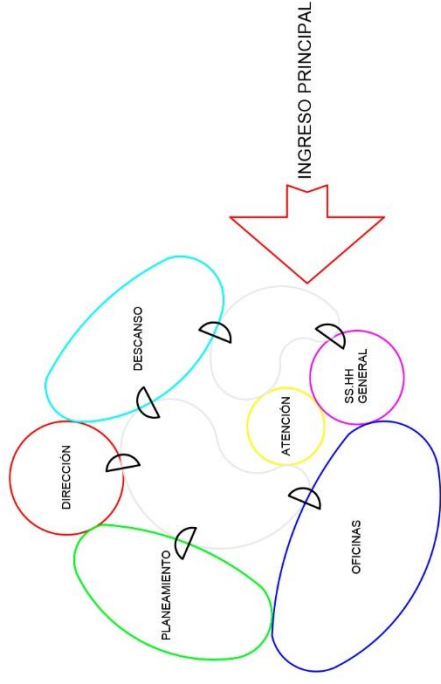 INGRESO PRINCIPAL
DESCANSO
DIRECCIÓN
SS.HH
GENERAL
ATENCIÓN
PLANEAMIENTO
OFICINAS